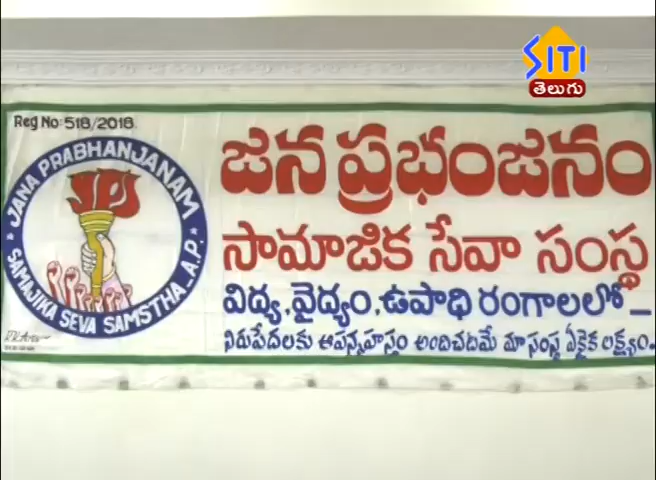 SITI
తెలుగు
Reg No: 518/2018.
JANA PRABHANJANAM
JPS
SAMAJIKA SEVA SAMSTHA_A.P.
జన ప్రభంజనం
సామాజిక సేవా సంస్థ
విద్య, వైద్యం, ఉపాధి రంగాలలో_
నిరుపేదలకు ఆపన్నహస్తం అందించడమే మా సంస్థ ఏకైక లక్ష్యం.